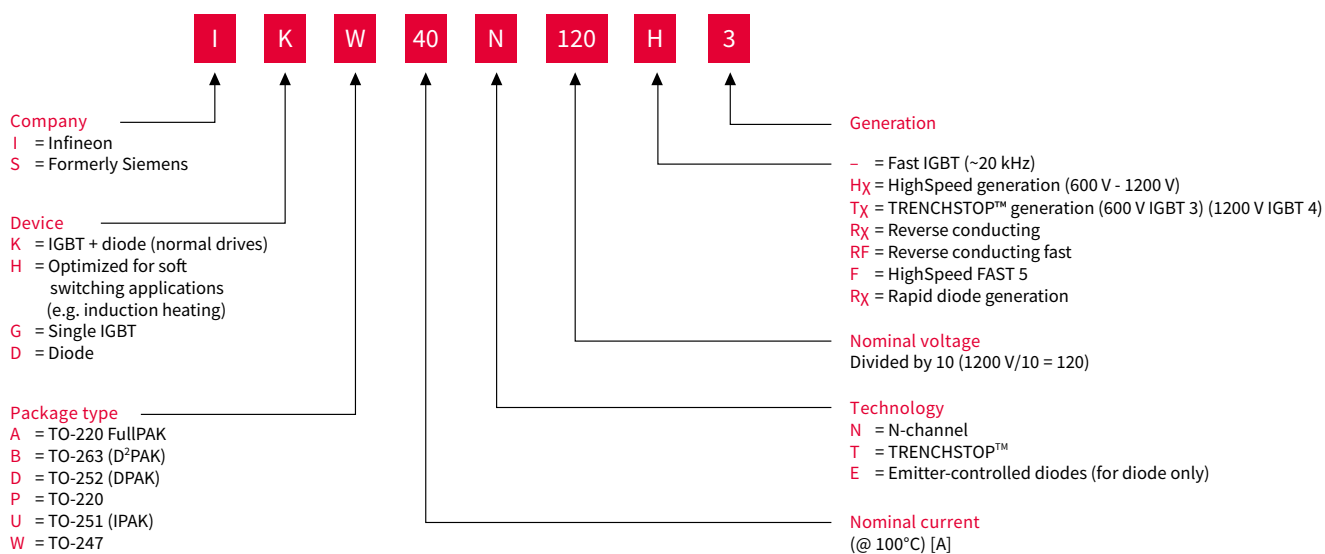 I K W 40 N 120 H 3
Company
I = Infineon
S = Formerly Siemens
Device
K = IGBT + diode (normal drives)
H = Optimized for soft
switching applications
(e.g. induction heating)
G = Single IGBT
D = Diode
Package type
A = TO-220 FullPAK
B = TO-263 (D²PAK)
D = TO-252 (DPAK)
P = TO-220
U = TO-251 (IPAK)
W = TO-247
Generation
– = Fast IGBT (~20 kHz)
Hχ = HighSpeed generation (600 V - 1200 V)
Tχ = TRENCHSTOP™ generation (600 V IGBT 3) (1200 V IGBT 4)
Rχ = Reverse conducting
RF = Reverse conducting fast
F = HighSpeed FAST 5
Rχ = Rapid diode generation
Nominal voltage
Divided by 10 (1200 V/10 = 120)
Technology
N = N-channel
T = TRENCHSTOP™
E = Emitter-controlled diodes (for diode only)
Nominal current
(@ 100°C) [A]